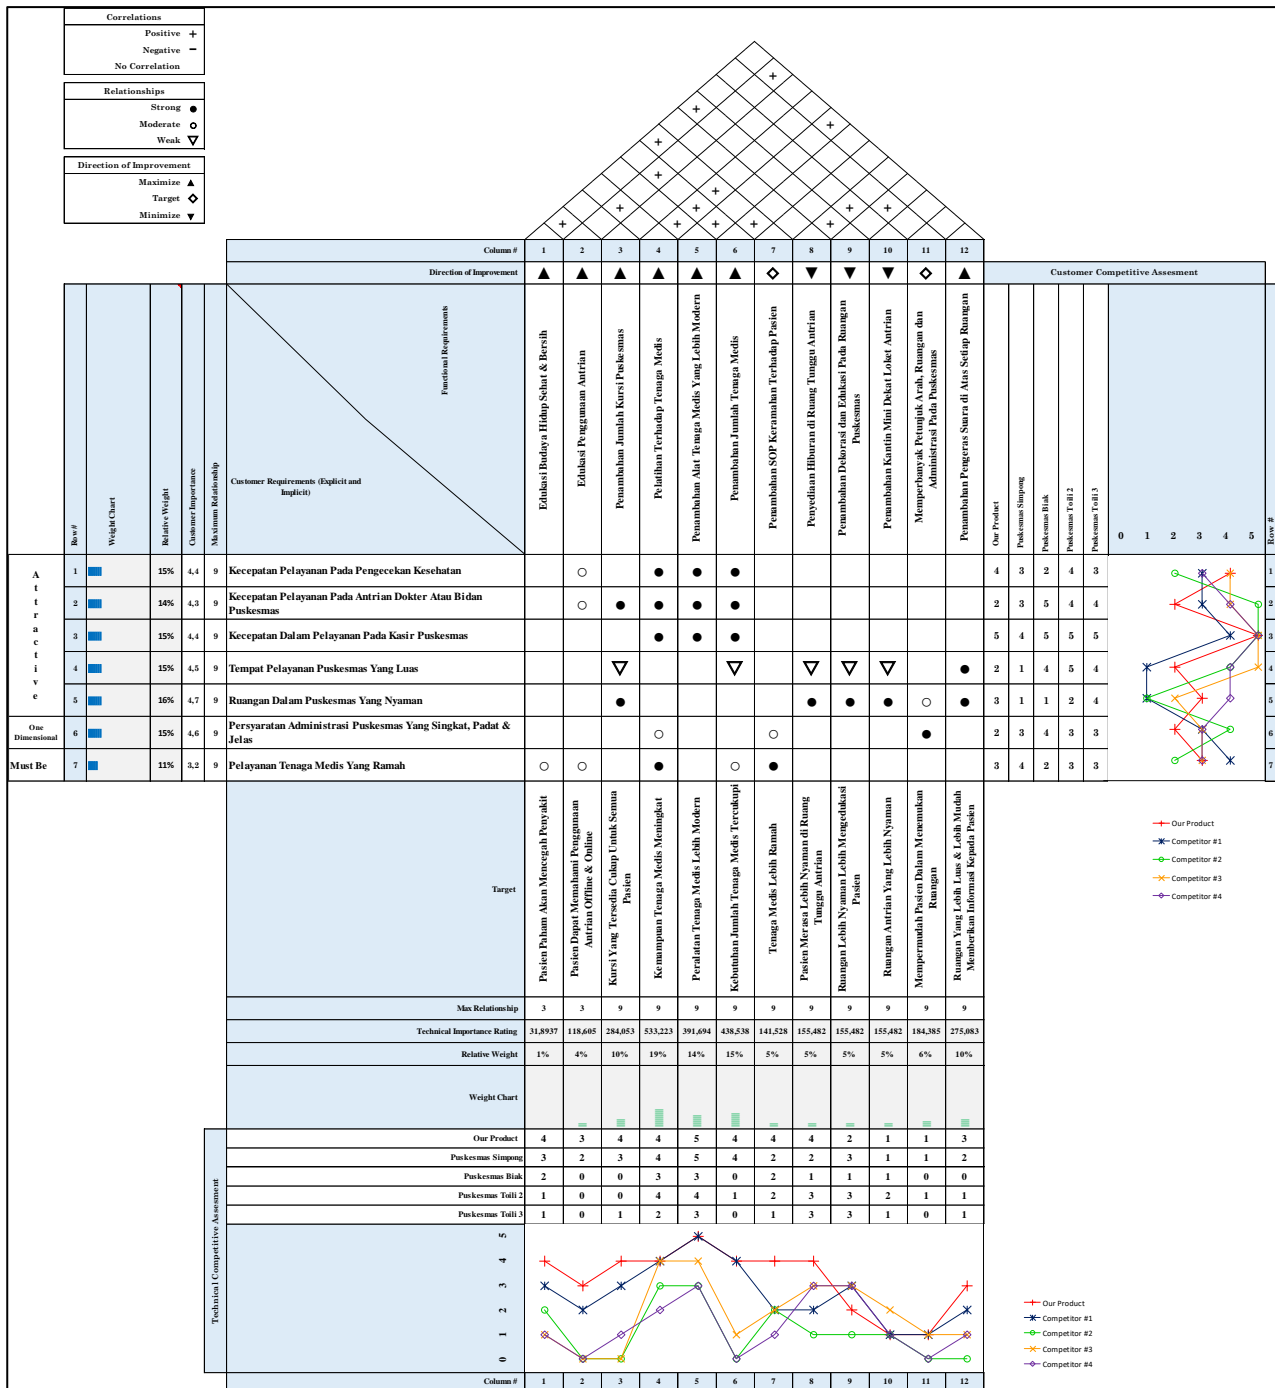 Correlations
Positive +
Negative −
No Correlation
Relationships
Strong ●
Moderate ○
Weak ▽
Direction of Improvement
Maximize ▲
Target ◇
Minimize ▼
Column # 1 2 3 4 5 6 7 8 9 10 11 12
Direction of Improvement ▲ ▲ ▲ ▲ ▲ ▲ ◇ ▼ ▼ ▼ ◇ ▲
Customer Competitive Assesment
Row #
Weight Chart
Relative Weight
Customer Importance
Maximum Relationship
Customer Requirements (Explicit and
Implicit)
Functional Requirements
Edukasi Budaya Hidup Sehat & Bersih
Edukasi Penggunaan Antrian
Penambahan Jumlah Kursi Puskesmas
Pelatihan Terhadap Tenaga Medis
Penambahan Alat Tenaga Medis Yang Lebih Modern
Penambahan Jumlah Tenaga Medis
Penambahan SOP Keramahan Terhadap Pasien
Penyediaan Hiburan di Ruang Tunggu Antrian
Penambahan Dekorasi dan Edukasi Pada Ruangan
Puskesmas
Penambahan Kantin Mini Dekat Loket Antrian
Memperbanyak Petunjuk Arah, Ruangan dan
Administrasi Pada Puskesmas
Penambahan Pengeras Suara di Atas Setiap Ruangan
Our Product
Puskesmas Simpong
Puskesmas Biak
Puskesmas Toili 2
Puskesmas Toili 3
0 1 2 3 4 5
Row #
Attractive
1 15% 4,4 9 Kecepatan Pelayanan Pada Pengecekan Kesehatan ○ ● ● ● 4 3 2 4 3 1
2 14% 4,3 9 Kecepatan Pelayanan Pada Antrian Dokter Atau Bidan
Puskesmas ○ ● ● ● ● 2 3 5 4 4 2
3 15% 4,4 9 Kecepatan Dalam Pelayanan Pada Kasir Puskesmas ● ● ● 5 4 5 5 5 3
4 15% 4,5 9 Tempat Pelayanan Puskesmas Yang Luas ▽ ▽ ▽ ▽ ▽ ● 2 1 4 5 4 4
5 16% 4,7 9 Ruangan Dalam Puskesmas Yang Nyaman ● ● ● ● ○ ● 3 1 1 2 4 5
One
Dimensional
6 15% 4,6 9 Persyaratan Administrasi Puskesmas Yang Singkat, Padat &
Jelas ○ ○ ● 2 3 4 3 3 6
Must Be 7 11% 3,2 9 Pelayanan Tenaga Medis Yang Ramah ○ ○ ● ○ ● 3 4 2 3 3 7
Target
Pasien Paham Akan Mencegah Penyakit
Pasien Dapat Memahami Penggunaan
Antrian Offline & Online
Kursi Yang Tersedia Cukup Untuk Semua
Pasien
Kemampuan Tenaga Medis Meningkat
Peralatan Tenaga Medis Lebih Modern
Kebutuhan Jumlah Tenaga Medis Tercukupi
Tenaga Medis Lebih Ramah
Pasien Merasa Lebih Nyaman di Ruang
Tunggu Antrian
Ruangan Lebih Nyaman Mengedukasi
Pasien
Ruangan Antrian Yang Lebih Nyaman
Mempermudah Pasien Dalam Menemukan
Ruangan
Ruangan Yang Lebih Luas & Lebih Mudah
Memberikan Informasi Kepada Pasien
Our Product
Competitor #1
Competitor #2
Competitor #3
Competitor #4
Max Relationship 3 3 9 9 9 9 9 9 9 9 9 9
Technical Importance Rating 31,8937 118,605 284,053 533,223 391,694 438,538 141,528 155,482 155,482 155,482 184,385 275,083
Relative Weight 1% 4% 10% 19% 14% 15% 5% 5% 5% 5% 6% 10%
Weight Chart
Technical Competitive Assesment
Our Product 4 3 4 4 5 4 4 4 2 1 1 3
Puskesmas Simpong 3 2 3 4 5 4 2 2 3 1 1 2
Puskesmas Biak 2 0 0 3 3 0 2 1 1 1 0 0
Puskesmas Toili 2 1 0 0 4 4 1 2 3 3 2 1 1
Puskesmas Toili 3 1 0 1 2 3 0 1 3 3 1 0 1
5
4
3
2
1
0
Our Product
Competitor #1
Competitor #2
Competitor #3
Competitor #4
Column # 1 2 3 4 5 6 7 8 9 10 11 12